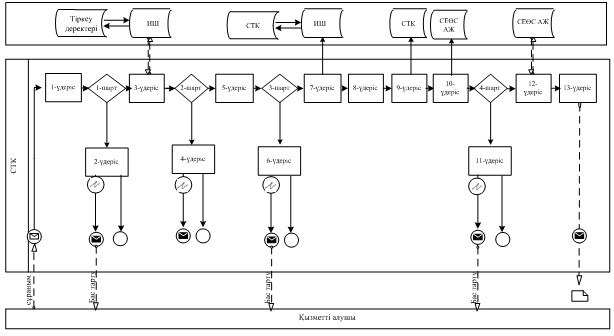 Тіркеу
деректері
ИШ
СТК
ИШ
СТК
СЕӨС
АЖ
СЕӨС АЖ
СТК
1-үдеріс
1-шарт
3-үдеріс
2-шарт
5-үдеріс
3-шарт
7-үдеріс
8-үдеріс
9-үдеріс
10-
үдеріс
4-шарт
12-
үдеріс
13-үдеріс
2-үдеріс
4-үдеріс
6-үдеріс
11-үдеріс
сұраным
Бас тарту
Бас тарту
Бас тарту
Қызметті алушы